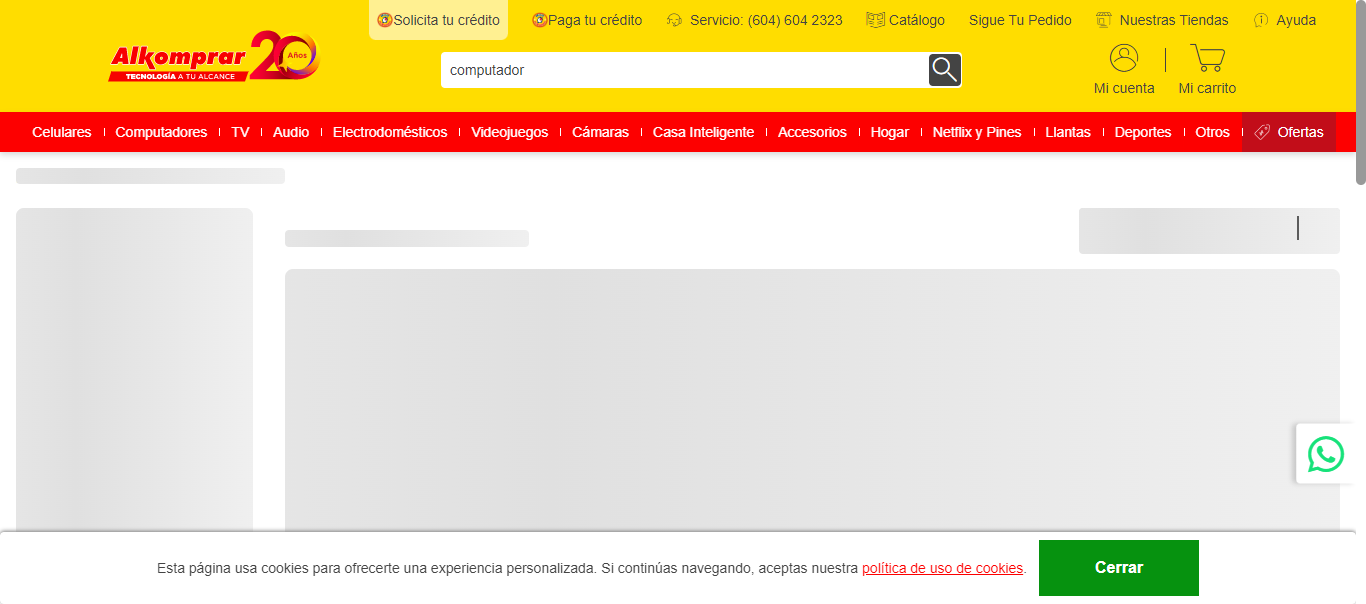 Solicita tu crédito
Paga tu crédito
Servicio: (604) 604 2323
Catálogo
Sigue Tu Pedido
Nuestras Tiendas
Ayuda
Alkomprar 20 Años
TECNOLOGÍA A TU ALCANCE
computador
Mi cuenta
Mi carrito
Celulares
Computadores
TV
Audio
Electrodomésticos
Videojuegos
Cámaras
Casa Inteligente
Accesorios
Hogar
Netflix y Pines
Llantas
Deportes
Otros
Ofertas
Esta página usa cookies para ofrecerte una experiencia personalizada. Si continúas navegando, aceptas nuestra política de uso de cookies.
Cerrar